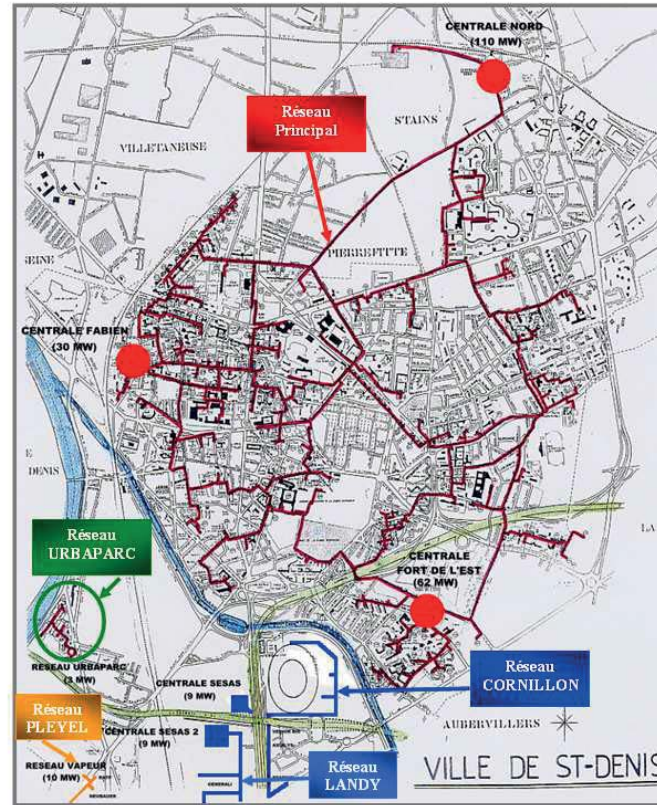 CENTRALE NORD
(110 MW)
Réseau
Principal
STAINS
VILLETANEUSE
PIERREFITTE
SEINE
CENTRALE FABIEN
(30 MW)
E
DENIS
LA
Réseau
URBAPARC
CENTRALE
FORT DE L'EST
(62 MW)
RESEAU URBAPARC
(3 MW)
CENTRALE SESAS
(9 MW)
Réseau
CORNILLON
Réseau
PLEYEL
CENTRALE SESAS 2
(9 MW)
AUBERVILLERS
RESEAU VAPEUR
(10 MW)
GENERALI
Réseau
LANDY
VILLE DE ST-DENIS